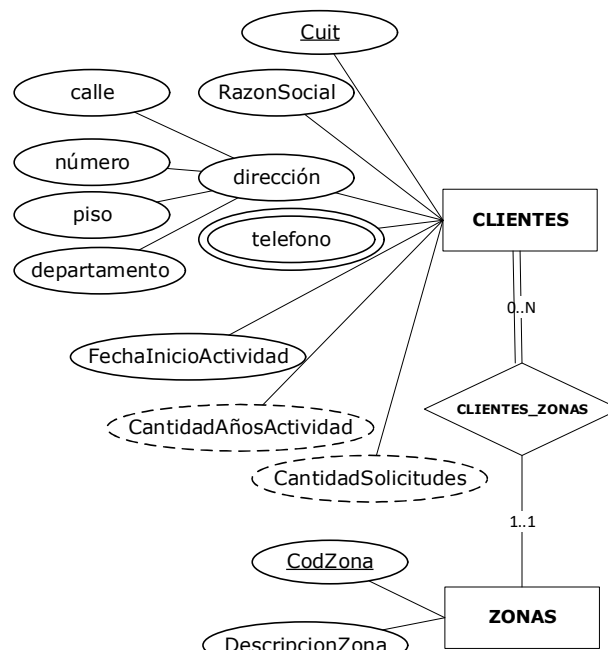 Cuit
calle
RazonSocial
número
dirección
piso
CLIENTES
telefono
departamento
0..N
FechaInicioActividad
CLIENTES_ZONAS
CantidadAñosActividad
CantidadSolicitudes
1..1
CodZona
ZONAS
DescripcionZona